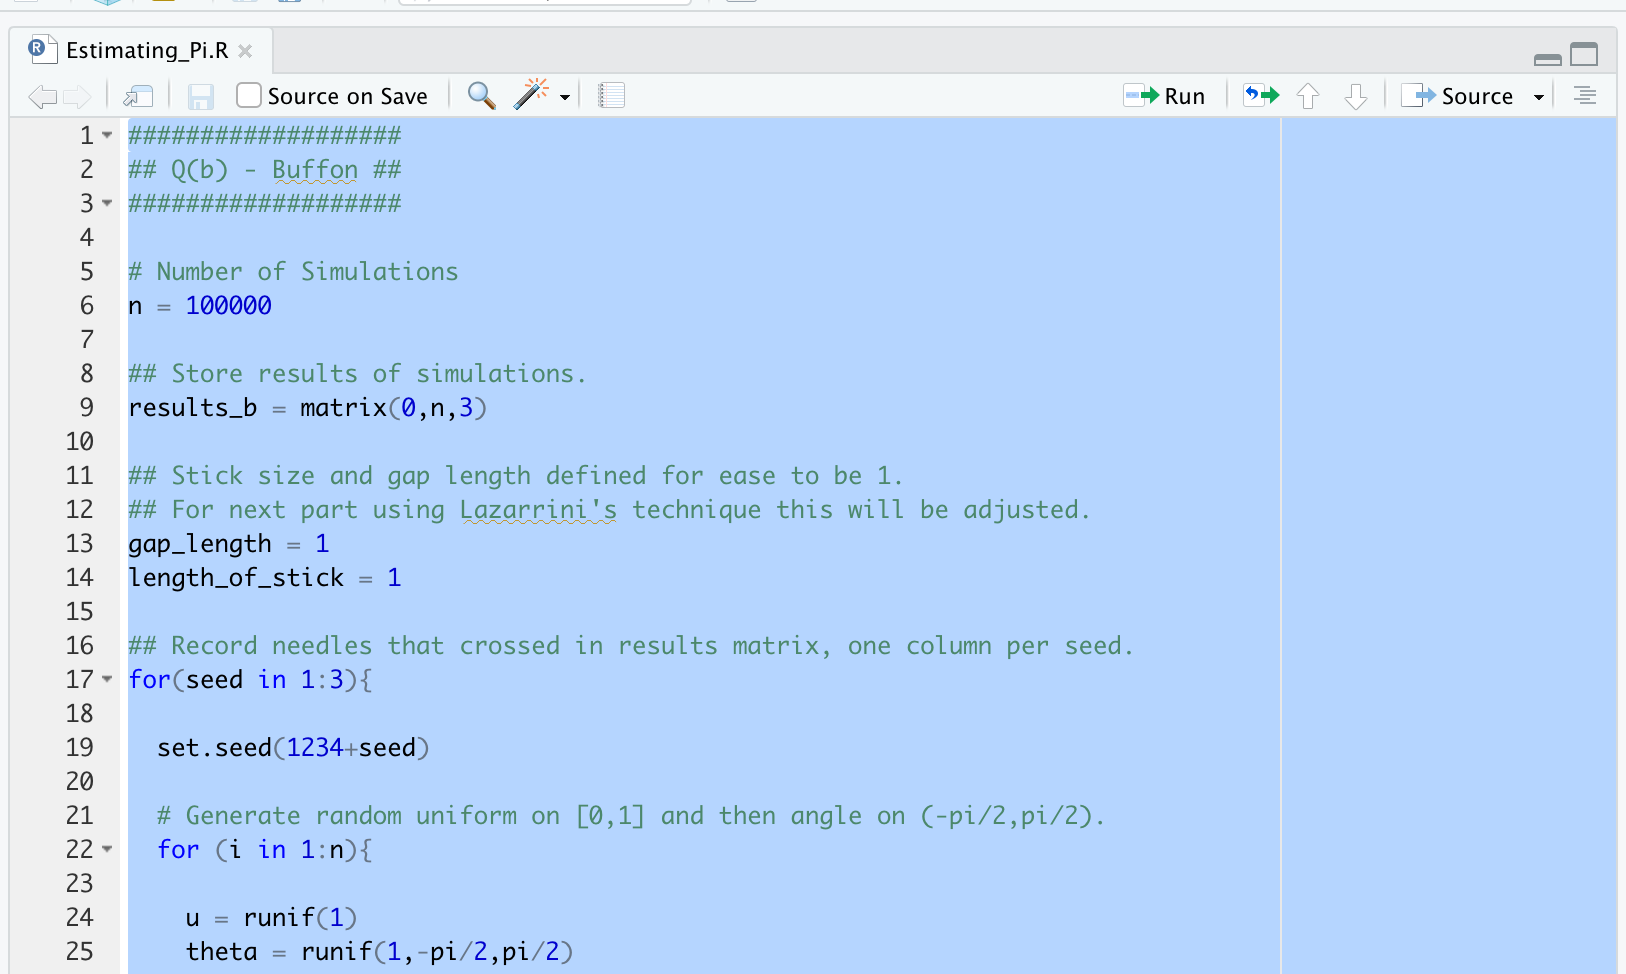 Estimating_Pi.R
Source on Save
Run
Source
1 ###################
2 ## Q(b) - Buffon ##
3 ###################
4
5 # Number of Simulations
6 n = 100000
7
8 ## Store results of simulations.
9 results_b = matrix(0,n,3)
10
11 ## Stick size and gap length defined for ease to be 1.
12 ## For next part using Lazarrini's technique this will be adjusted.
13 gap_length = 1
14 length_of_stick = 1
15
16 ## Record needles that crossed in results matrix, one column per seed.
17 for(seed in 1:3){
18
19 set.seed(1234+seed)
20
21 # Generate random uniform on [0,1] and then angle on (-pi/2,pi/2).
22 for (i in 1:n){
23
24 u = runif(1)
25 theta = runif(1,-pi/2,pi/2)